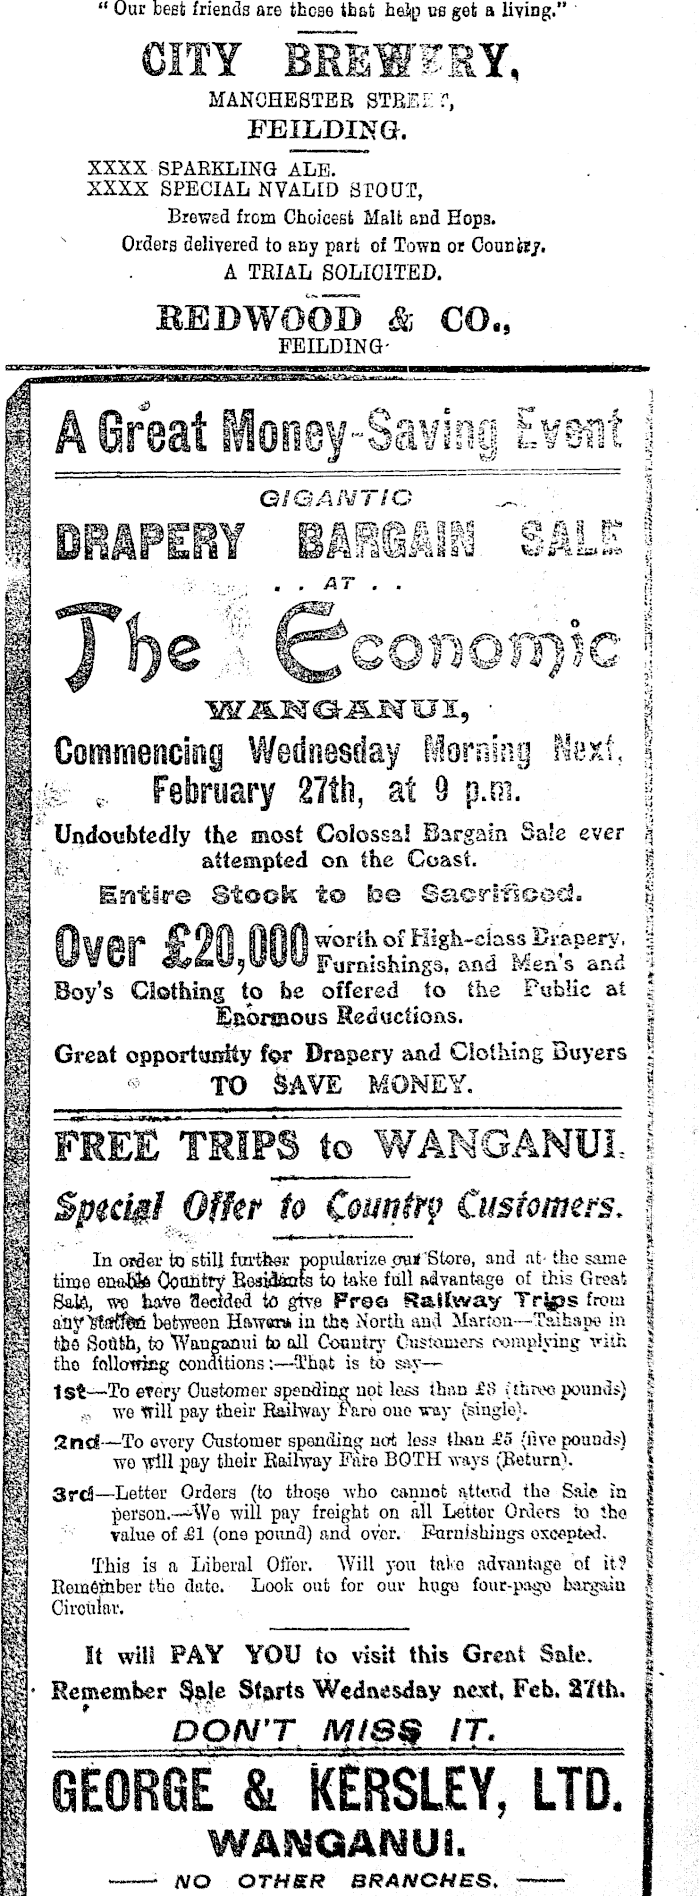 "Our best friends are those that help us get a living."
CITY BREWERY,
MANCHESTER STREET,
FEILDING.
XXXX SPARKLING ALE.
XXXX SPECIAL NVALID STOUT,
Brewed from Choicest Malt and Hops.
Orders delivered to any part of Town or Country.
A TRIAL SOLICITED.
REDWOOD & CO.,
FEILDING
A Great Money-Saving Event
GIGANTIC
DRAPERY BARGAIN SALE
. . AT . .
The Economic
WANGANUI,
Commencing Wednesday Morning Next,
February 27th, at 9 p.m.
Undoubtedly the most Colossal Bargain Sale ever
attempted on the Coast.
Entire Stock to be Sacrificed.
Over £20,000 worth of High-class Drapery,
Furnishings, and Men's and
Boy's Clothing to be offered to the Public at
Enormous Reductions.
Great opportunity for Drapery and Clothing Buyers
TO SAVE MONEY.
FREE TRIPS to WANGANUI.
Special Offer to Country Customers.
In order to still further popularize our Store, and at the same
time enable Country Residents to take full advantage of this Great
Sale, we have decided to give Free Railway Trips from
any station between Hawera in the North and Marton—Taihape in
the South, to Wanganui to all Country Customers complying with
the following conditions:—That is to say—
1st—To every Customer spending not less than £3 (three pounds)
we will pay their Railway Fare one way (single).
2nd—To every Customer spending not less than £5 (five pounds)
we will pay their Railway Fare BOTH ways (Return).
3rd—Letter Orders (to those who cannot attend the Sale in
person.—We will pay freight on all Letter Orders to the
value of £1 (one pound) and over. Furnishings excepted.
This is a Liberal Offer. Will you take advantage of it?
Remember the date. Look out for our huge four-page bargain
Circular.
It will PAY YOU to visit this Great Sale.
Remember Sale Starts Wednesday next, Feb. 27th.
DON'T MISS IT.
GEORGE & KERSLEY, LTD.
WANGANUI.
— NO OTHER BRANCHES. —